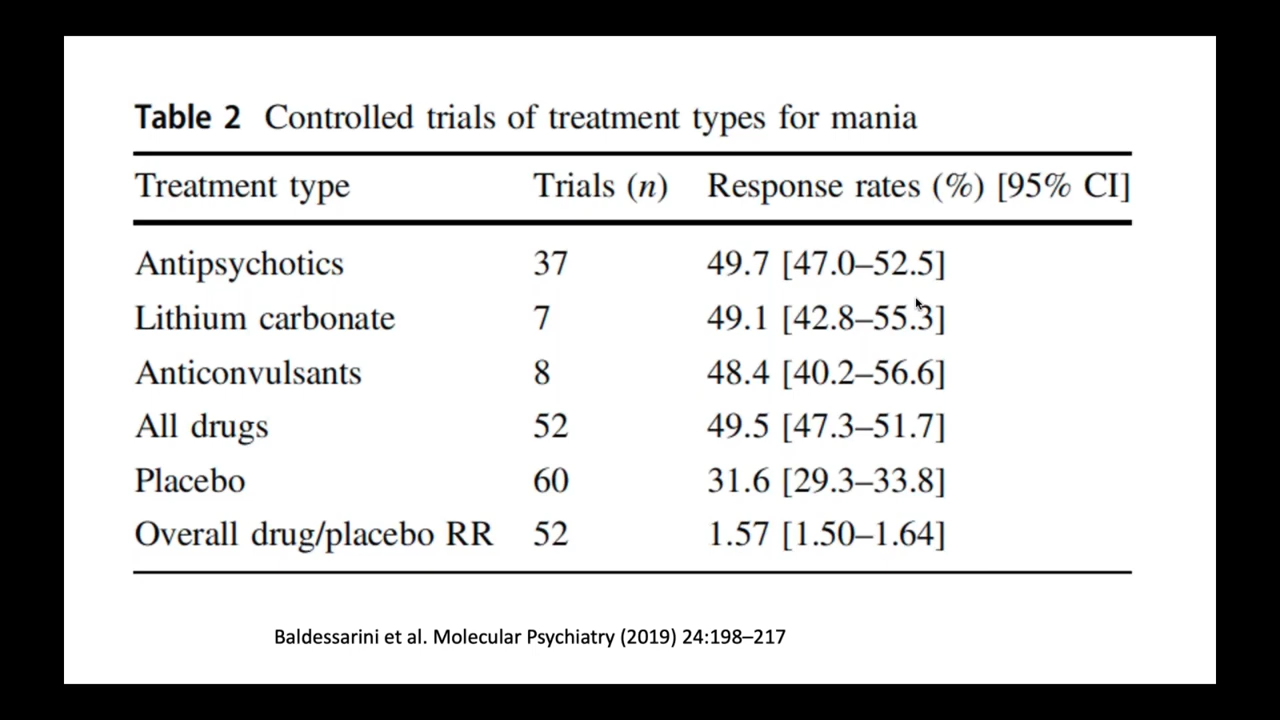 Table 2 Controlled trials of treatment types for mania
Treatment type Trials (n) Response rates (%) [95% CI]
Antipsychotics 37 49.7 [47.0–52.5]
Lithium carbonate 7 49.1 [42.8–55.3]
Anticonvulsants 8 48.4 [40.2–56.6]
All drugs 52 49.5 [47.3–51.7]
Placebo 60 31.6 [29.3–33.8]
Overall drug/placebo RR 52 1.57 [1.50–1.64]
Baldessarini et al. Molecular Psychiatry (2019) 24:198–217